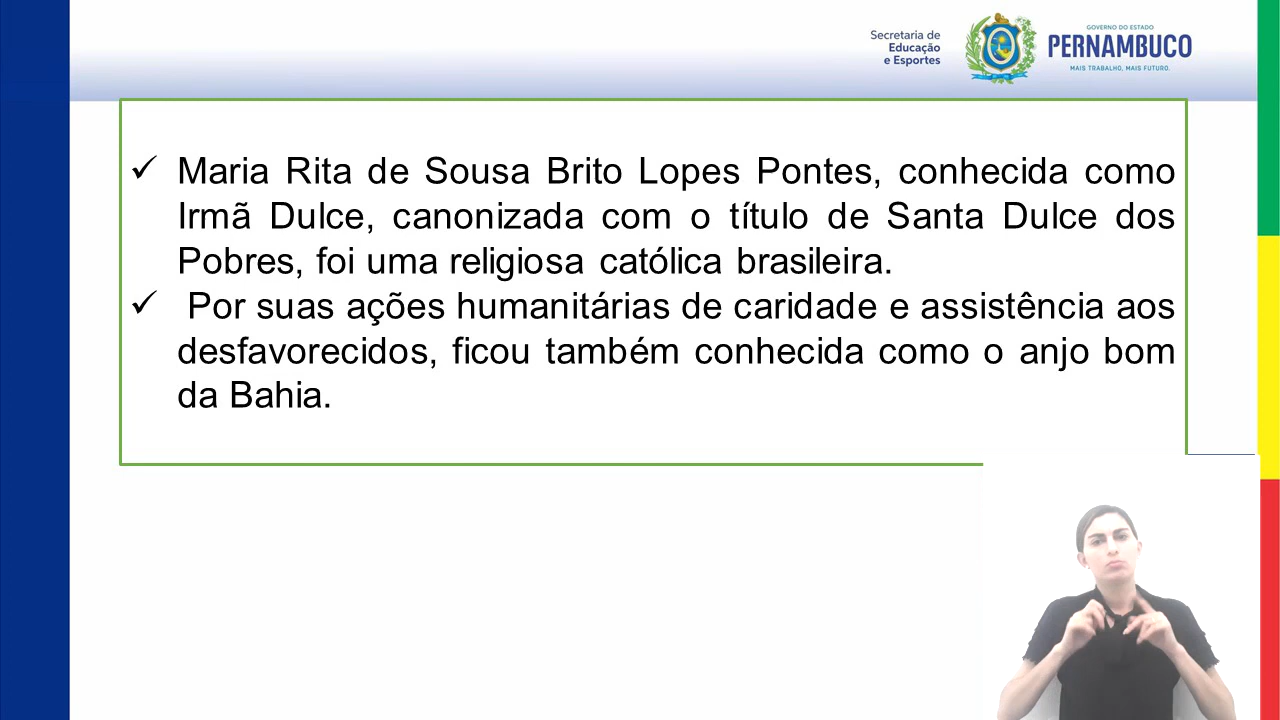 Secretaria de
Educação
e Esportes
GOVERNO DO ESTADO
PERNAMBUCO
MAIS TRABALHO, MAIS FUTURO.
✓ Maria Rita de Sousa Brito Lopes Pontes, conhecida como
Irmã Dulce, canonizada com o título de Santa Dulce dos
Pobres, foi uma religiosa católica brasileira.
✓ Por suas ações humanitárias de caridade e assistência aos
desfavorecidos, ficou também conhecida como o anjo bom
da Bahia.